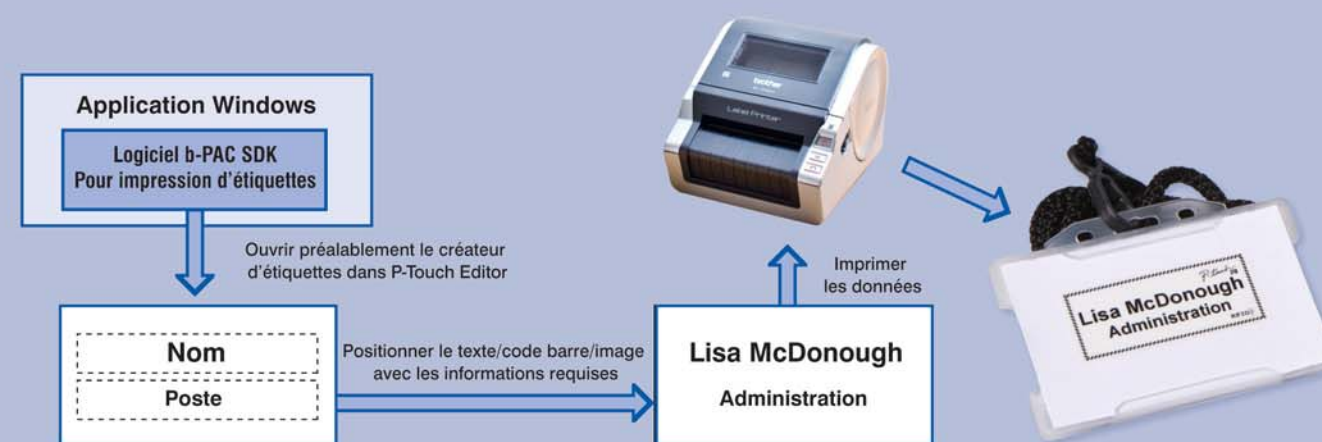 Application Windows
Logiciel b-PAC SDK
Pour impression d'étiquettes
Ouvrir préalablement le créateur
d'étiquettes dans P-Touch Editor
Nom
Poste
Positionner le texte/code barre/image
avec les informations requises
Lisa McDonough
Administration
Imprimer
les données
brother
Label Printer
Lisa McDonough
Administration